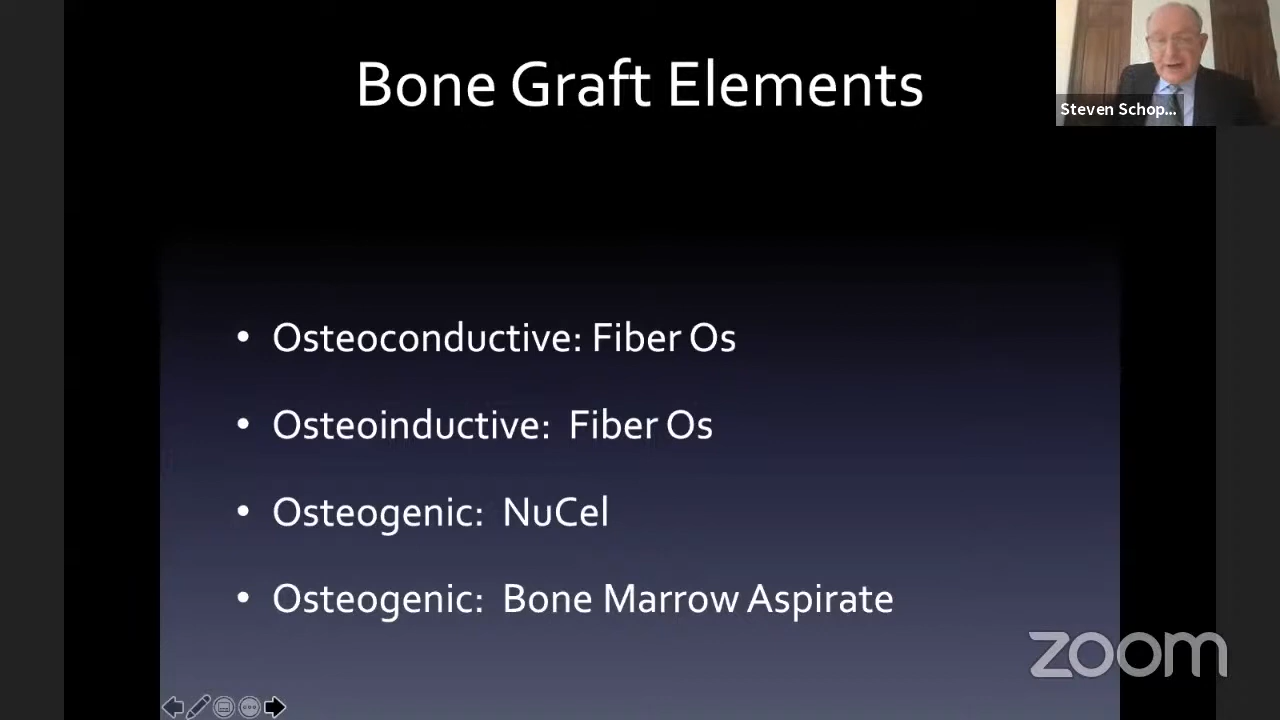 Bone Graft Elements
Steven Schop...
• Osteoconductive: Fiber Os
• Osteoinductive: Fiber Os
• Osteogenic: NuCel
• Osteogenic: Bone Marrow Aspirate
zoom